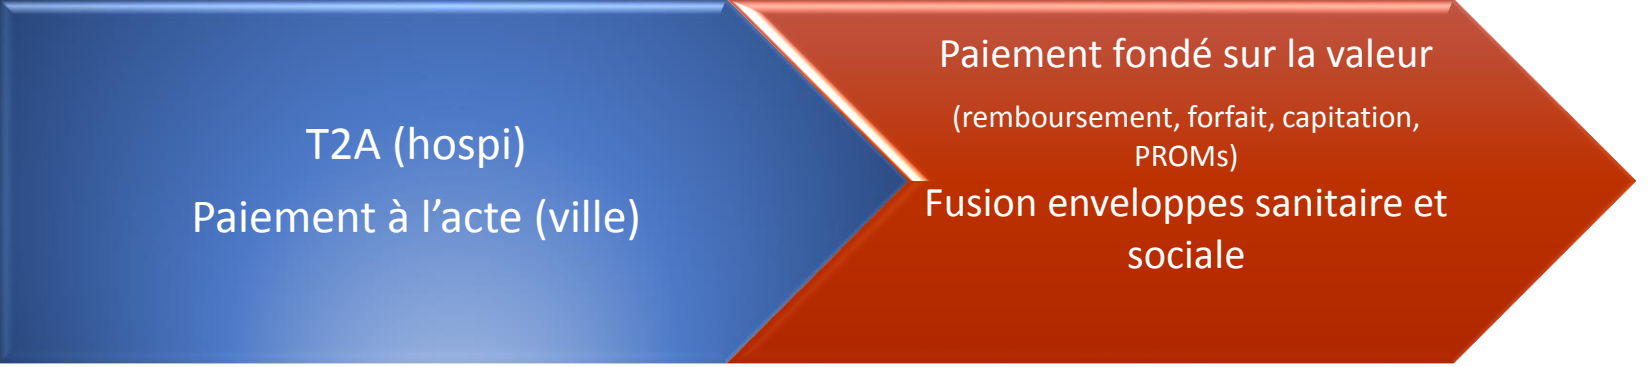 T2A (hospi)
Paiement à l’acte (ville)
Paiement fondé sur la valeur
(remboursement, forfait, capitation,
PROMs)
Fusion enveloppes sanitaire et
sociale